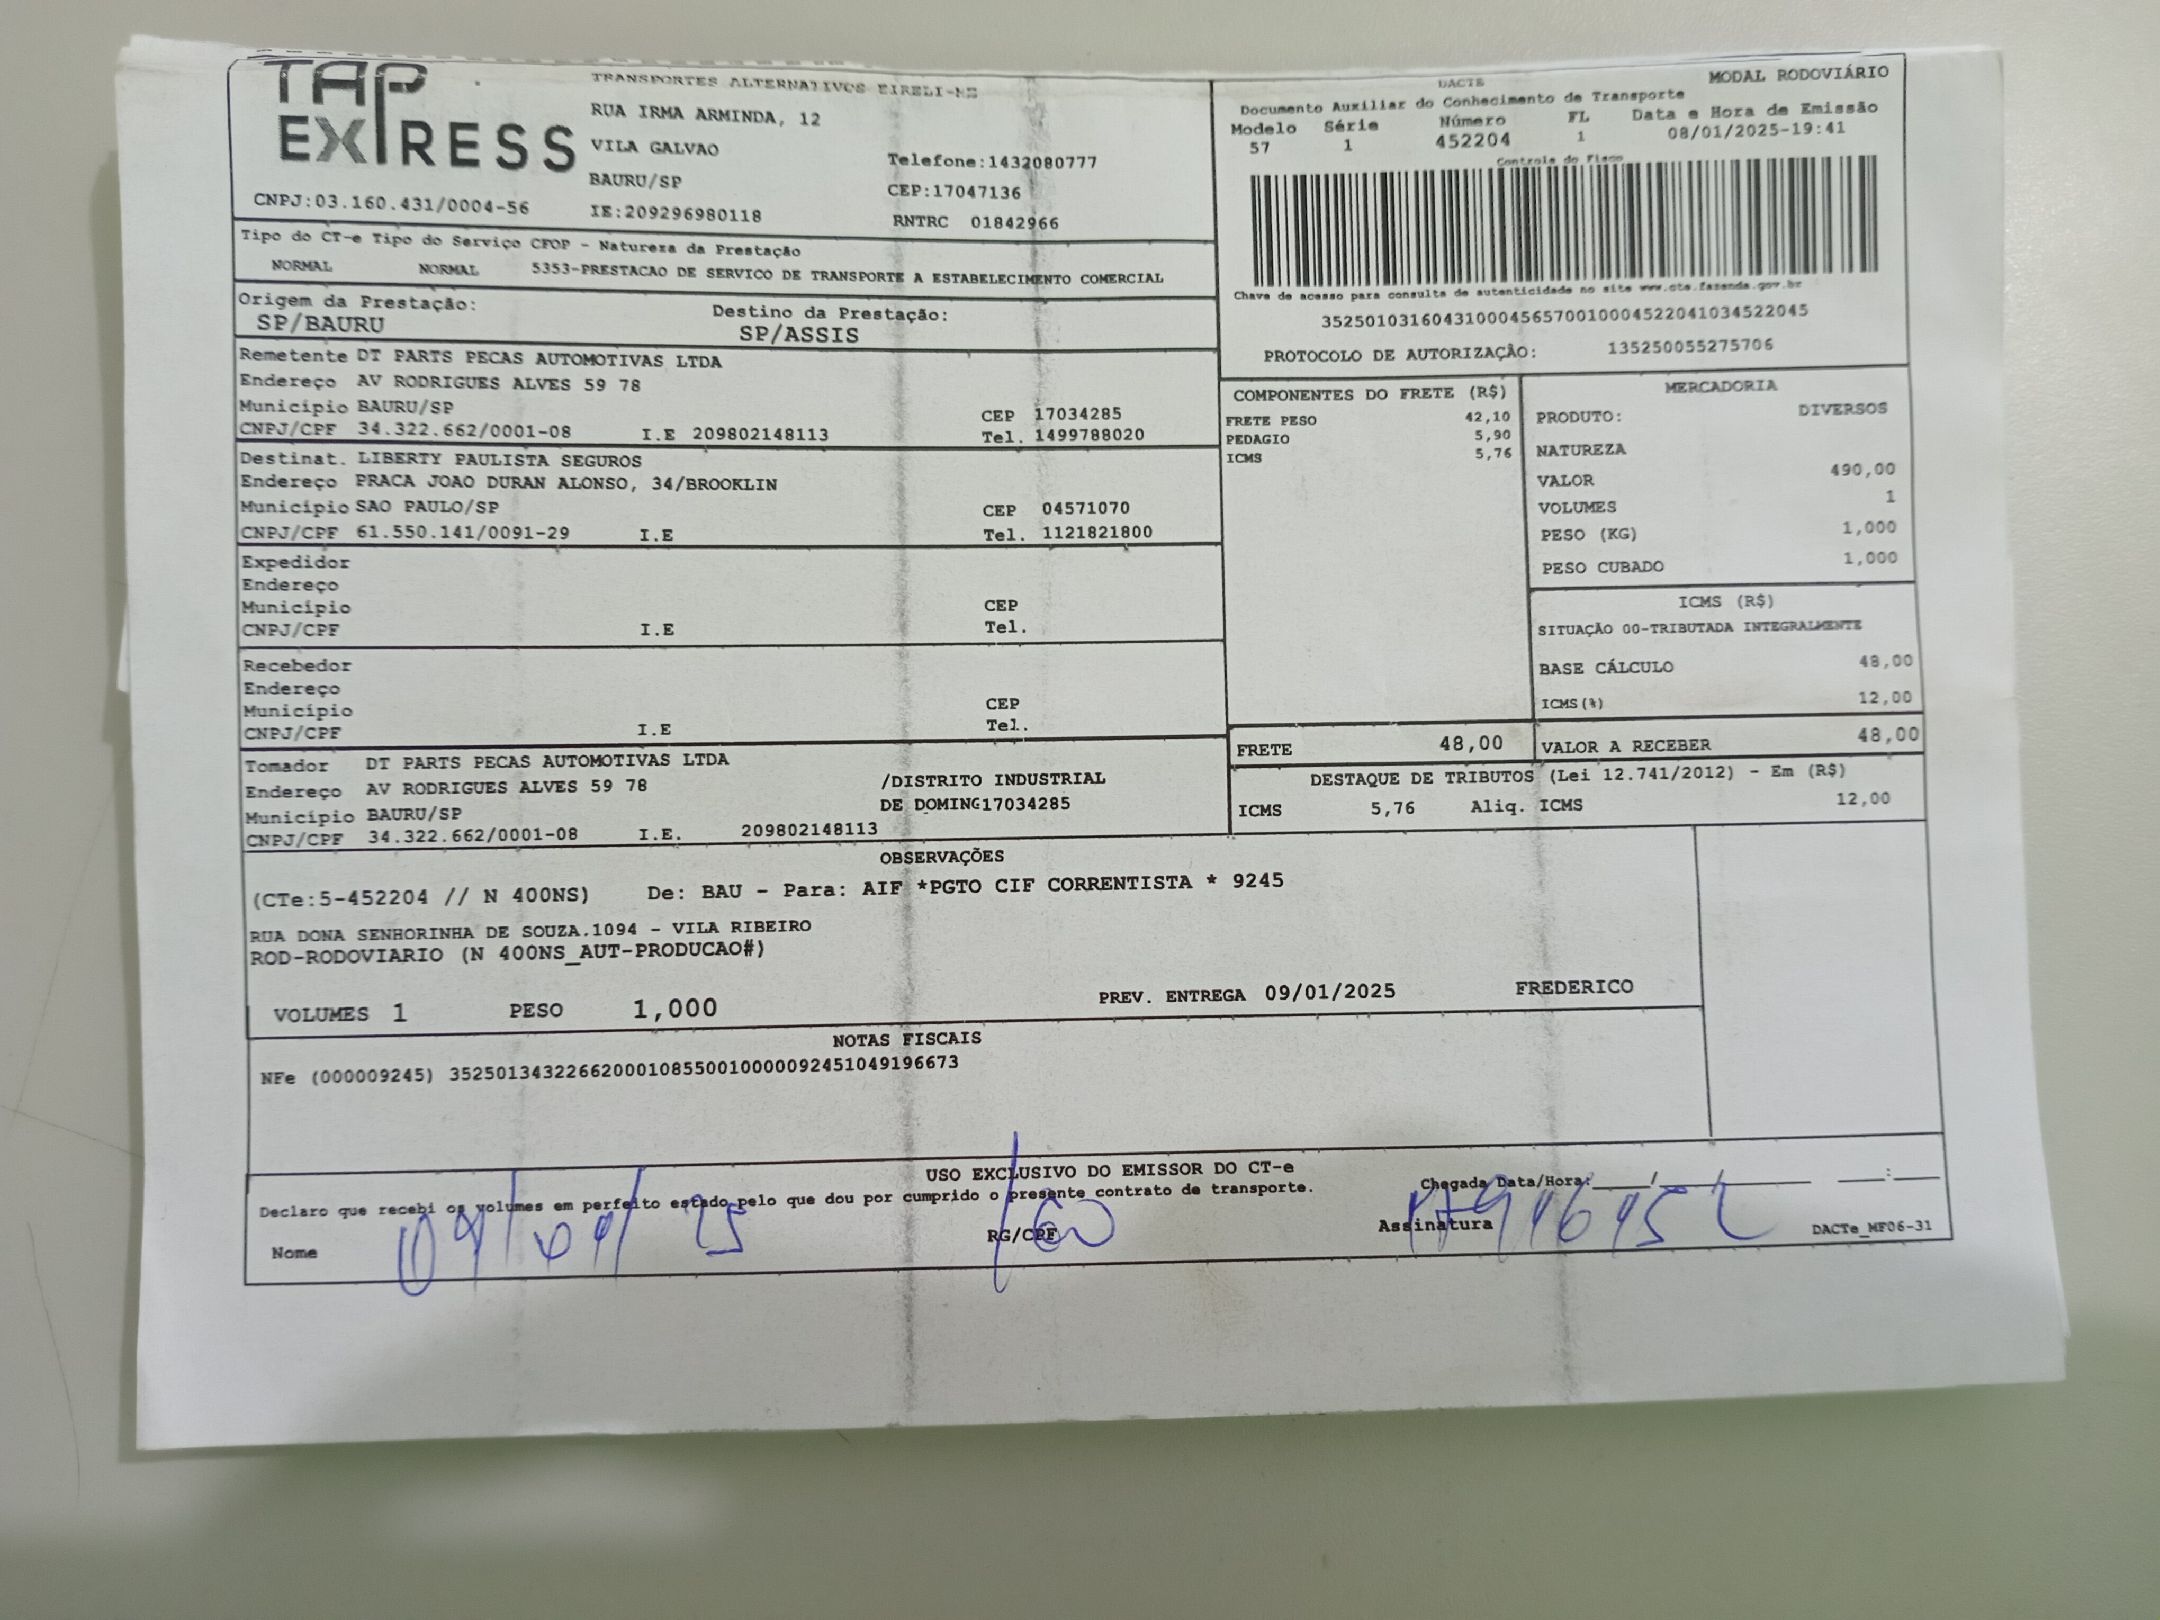 TAP EXPRESS
CNPJ:03.160.431/0004-56
TRANSPORTES ALTERNATIVOS EIRELI-ME
RUA IRMA ARMINDA, 12
VILA GALVAO
BAURU/SP
IE:209296980118
Telefone:1432080777
CEP:17047136
RNTRC 01842966
DACTE MODAL RODOVIÁRIO
Documento Auxiliar do Conhecimento de Transporte
Modelo Série Número FL Data e Hora de Emissão
57 1 452204 1 08/01/2025-19:41
Controle do Fisco
Chave de acesso para consulta de autenticidade no site www.cte.fazenda.gov.br
35250103160431000456570010004522041034522045
PROTOCOLO DE AUTORIZAÇÃO: 135250055275706
Tipo do CT-e Tipo do Serviço CFOP - Natureza da Prestação
NORMAL NORMAL 5353-PRESTACAO DE SERVICO DE TRANSPORTE A ESTABELECIMENTO COMERCIAL
Origem da Prestação: Destino da Prestação:
SP/BAURU SP/ASSIS
Remetente DT PARTS PECAS AUTOMOTIVAS LTDA
Endereço AV RODRIGUES ALVES 59 78
Município BAURU/SP CEP 17034285
CNPJ/CPF 34.322.662/0001-08 I.E 209802148113 Tel. 1499788020
Destinat. LIBERTY PAULISTA SEGUROS
Endereço PRACA JOAO DURAN ALONSO, 34/BROOKLIN
Município SAO PAULO/SP CEP 04571070
CNPJ/CPF 61.550.141/0091-29 I.E Tel. 1121821800
Expedidor
Endereço
Município CEP
CNPJ/CPF I.E Tel.
Recebedor
Endereço
Município CEP
CNPJ/CPF I.E Tel.
Tomador DT PARTS PECAS AUTOMOTIVAS LTDA
Endereço AV RODRIGUES ALVES 59 78 /DISTRITO INDUSTRIAL
Município BAURU/SP DE DOMING17034285
CNPJ/CPF 34.322.662/0001-08 I.E. 209802148113
COMPONENTES DO FRETE (R$)
FRETE PESO 42,10
PEDAGIO 5,90
ICMS 5,76
MERCADORIA
PRODUTO: DIVERSOS
NATUREZA
VALOR 490,00
VOLUMES 1
PESO (KG) 1,000
PESO CUBADO 1,000
ICMS (R$)
SITUAÇÃO 00-TRIBUTADA INTEGRALMENTE
BASE CÁLCULO 48,00
ICMS(%) 12,00
FRETE 48,00 VALOR A RECEBER 48,00
DESTAQUE DE TRIBUTOS (Lei 12.741/2012) - Em (R$)
ICMS 5,76 Aliq. ICMS 12,00
OBSERVAÇÕES
(CTe:5-452204 // N 400NS) De: BAU - Para: AIF *PGTO CIF CORRENTISTA * 9245
RUA DONA SENHORINHA DE SOUZA.1094 - VILA RIBEIRO
ROD-RODOVIARIO (N 400NS_AUT-PRODUCAO#)
VOLUMES 1 PESO 1,000 PREV. ENTREGA 09/01/2025 FREDERICO
NOTAS FISCAIS
NFe (000009245) 35250134322662000108550010000092451049196673
USO EXCLUSIVO DO EMISSOR DO CT-e
Declaro que recebi os volumes em perfeito estado pelo que dou por cumprido o presente contrato de transporte. Chegada Data/Hora:____/____ ____:____
Nome RG/CPF Assinatura DACTe_MF06-31